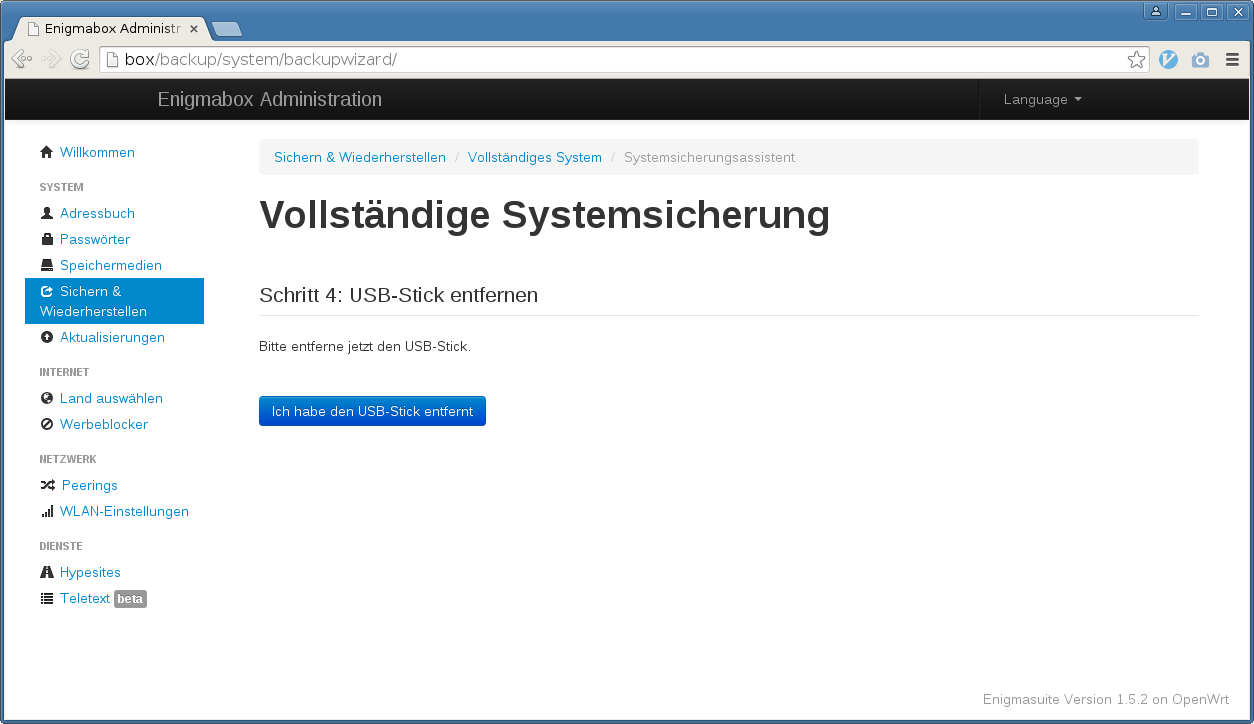 Enigmabox Administr
box/backup/system/backupwizard/
Enigmabox Administration
Language
Willkommen
SYSTEM
Adressbuch
Passwörter
Speichermedien
Sichern &
Wiederherstellen
Aktualisierungen
INTERNET
Land auswählen
Werbeblocker
NETZWERK
Peerings
WLAN-Einstellungen
DIENSTE
Hypesites
Teletext beta
Sichern & Wiederherstellen / Vollständiges System / Systemsicherungsassistent
Vollständige Systemsicherung
Schritt 4: USB-Stick entfernen
Bitte entferne jetzt den USB-Stick.
Ich habe den USB-Stick entfernt
Enigmasuite Version 1.5.2 on OpenWrt